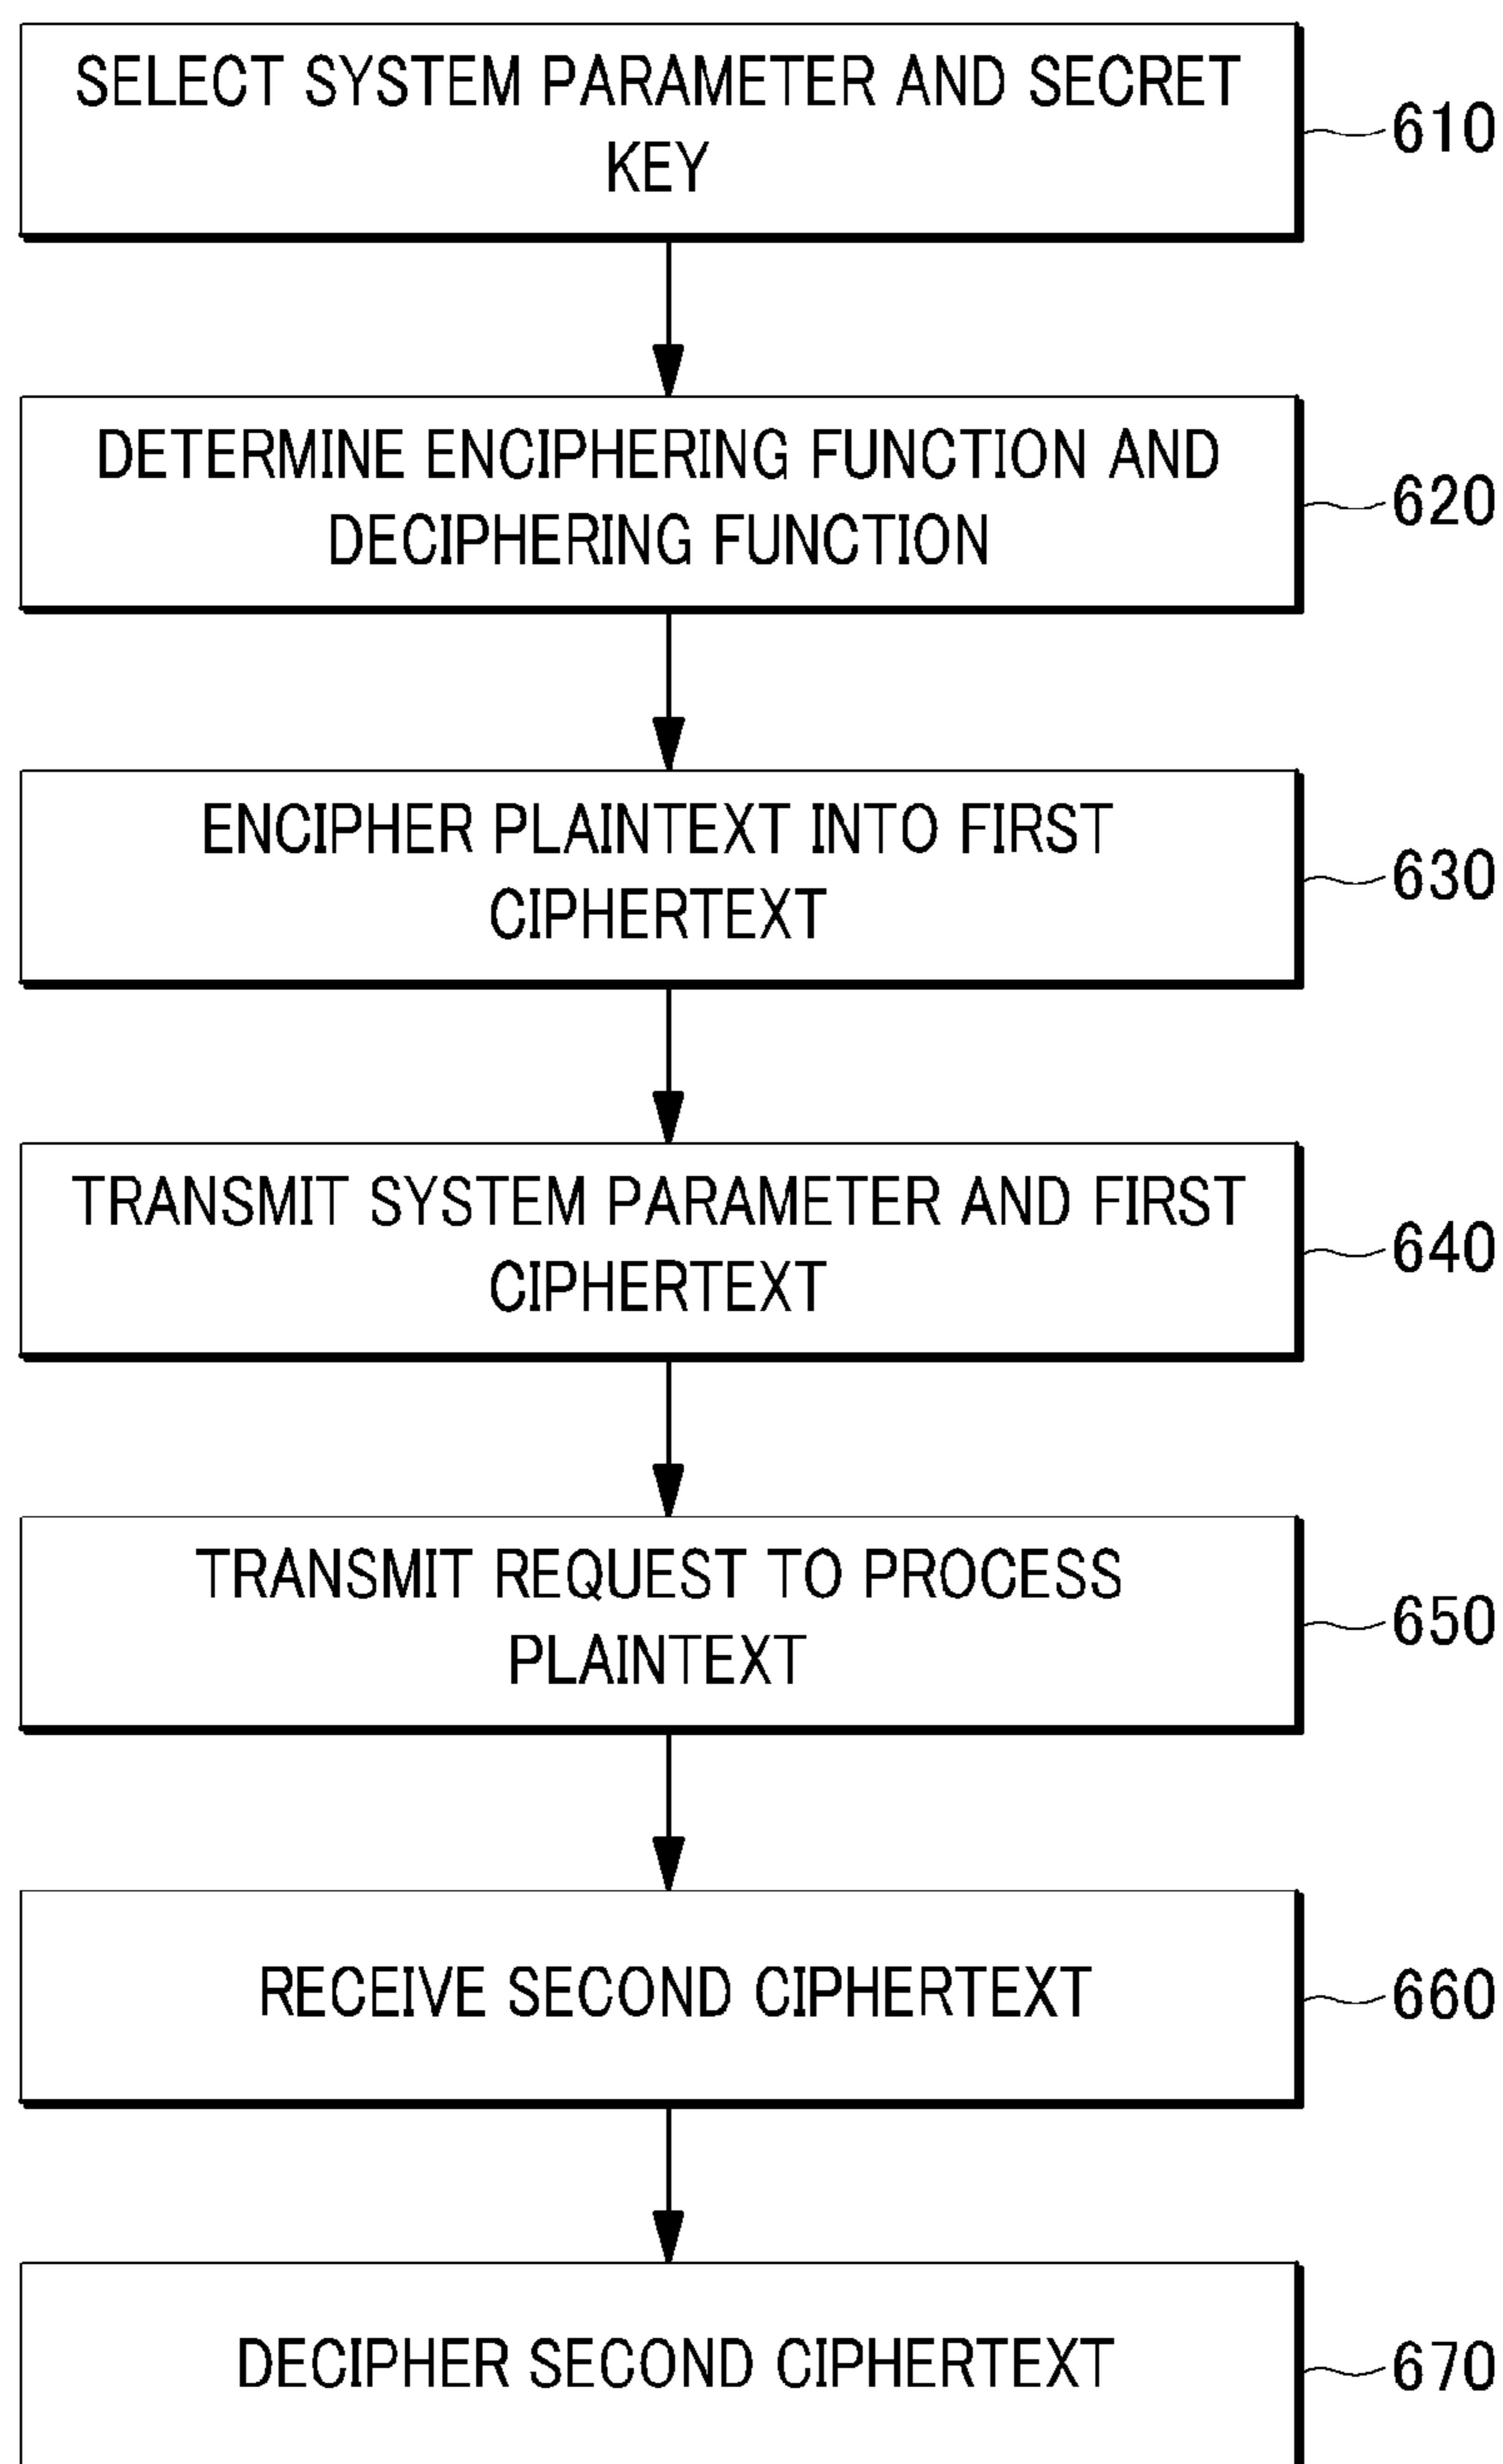 SELECT SYSTEM PARAMETER AND SECRET
KEY
610
DETERMINE ENCIPHERING FUNCTION AND
DECIPHERING FUNCTION
620
ENCIPHER PLAINTEXT INTO FIRST
CIPHERTEXT
630
TRANSMIT SYSTEM PARAMETER AND FIRST
CIPHERTEXT
640
TRANSMIT REQUEST TO PROCESS
PLAINTEXT
650
RECEIVE SECOND CIPHERTEXT
660
DECIPHER SECOND CIPHERTEXT
670